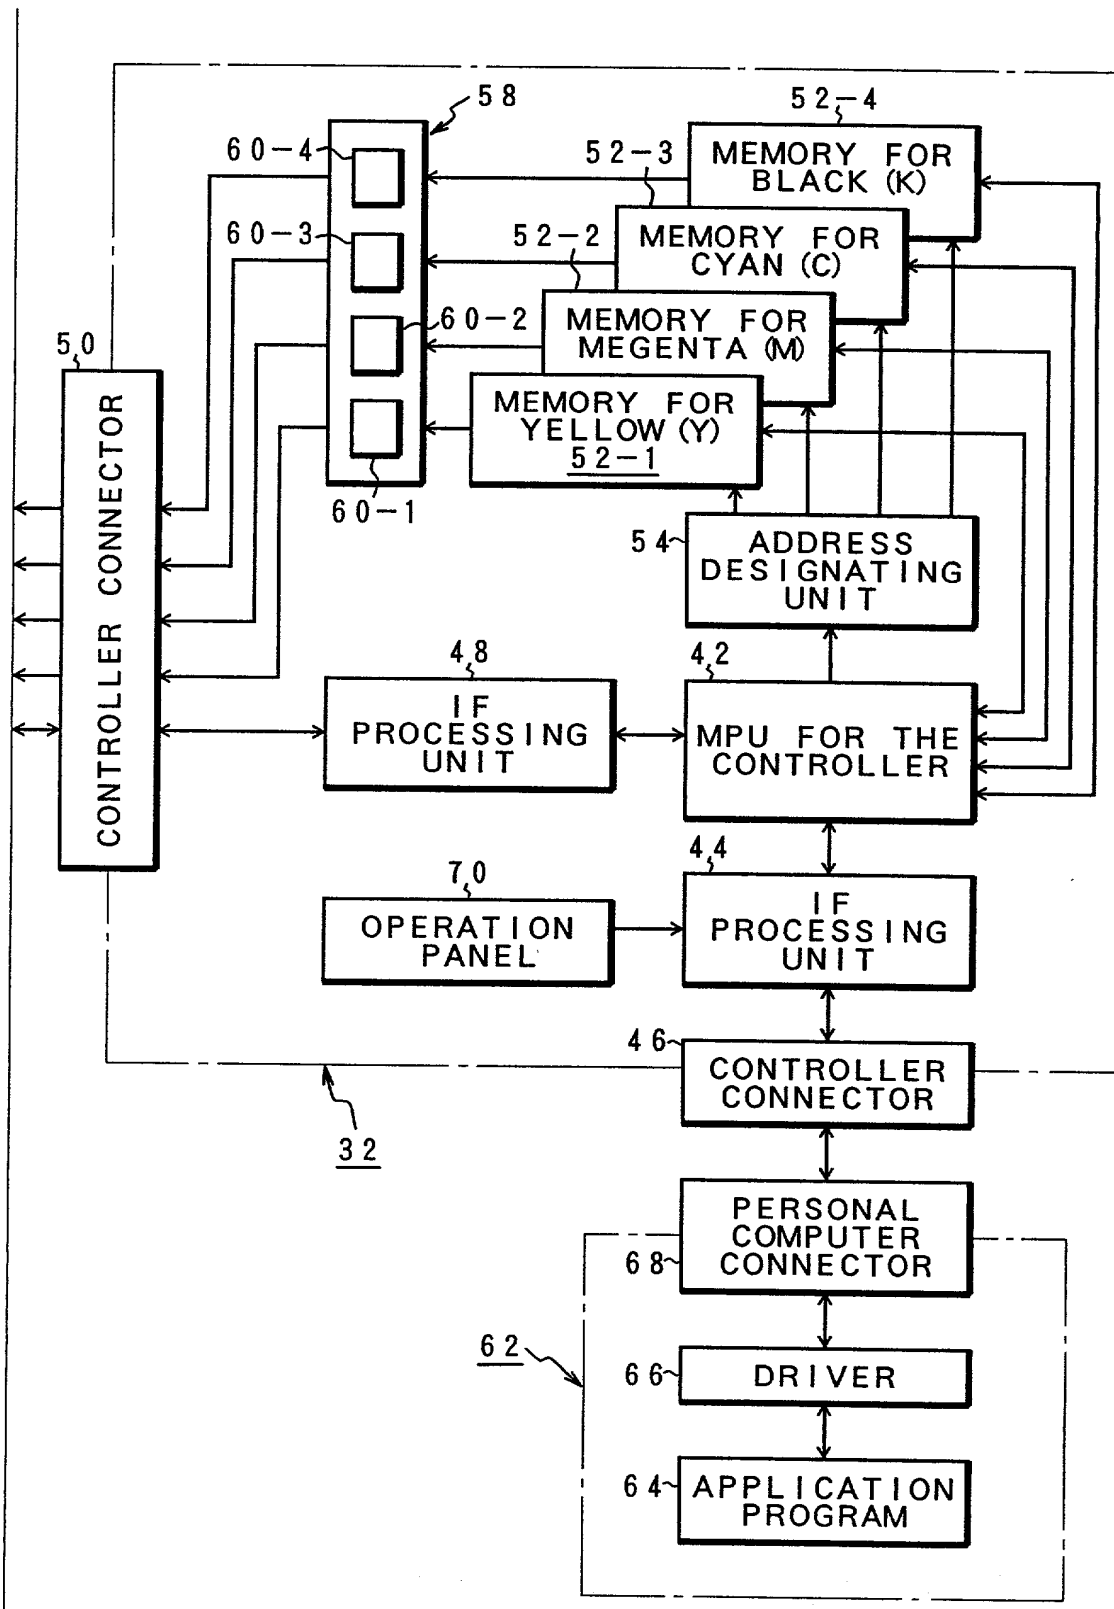 58
52-4
60-4
52-3
MEMORY FOR
BLACK (K)
60-3
52-2
MEMORY FOR
CYAN (C)
60-2
MEMORY FOR
MEGENTA (M)
50
MEMORY FOR
YELLOW (Y)
52-1
60-1
CONTROLLER CONNECTOR
54
ADDRESS
DESIGNATING
UNIT
48
42
IF
PROCESSING
UNIT
MPU FOR THE
CONTROLLER
44
70
OPERATION
PANEL
IF
PROCESSING
UNIT
46
CONTROLLER
CONNECTOR
32
PERSONAL
COMPUTER
CONNECTOR
68
62
66
DRIVER
64
APPLICATION
PROGRAM